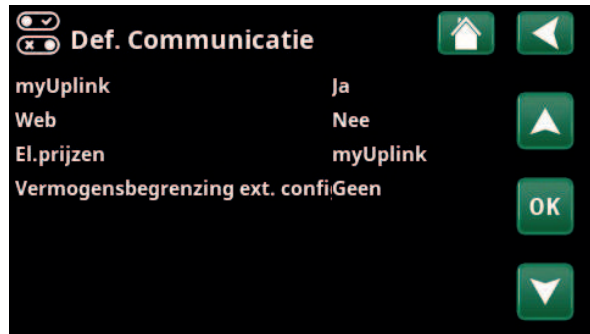 Def. Communicatie
myUplink Ja
Web Nee
El.prijzen myUplink
Vermogensbegrenzing ext. confi Geen
OK